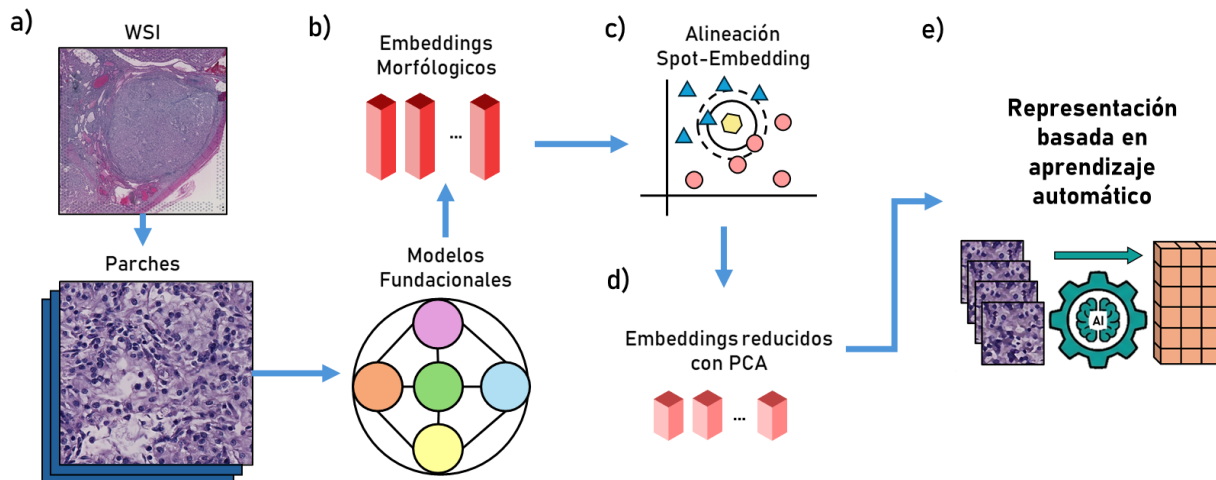 a)
WSI
Parches
b)
Embeddings
Morfólogicos
...
Modelos
Fundacionales
c)
Alineación
Spot-Embedding
d)
Embeddings reducidos
con PCA
...
e)
Representación
basada en
aprendizaje
automático
AI